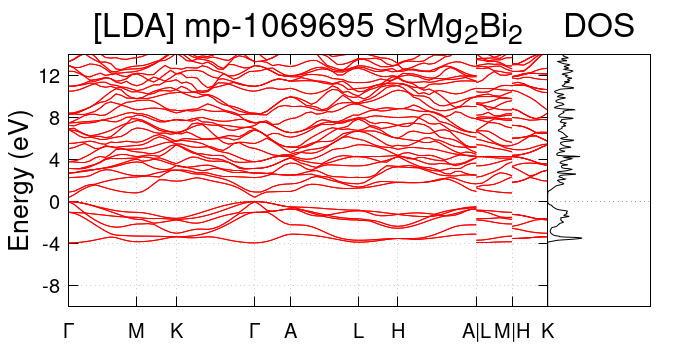 [LDA] mp-1069695 SrMg2Bi2 DOS
Energy (eV)
12
8
4
0
-4
-8
Γ M K Γ A L H A|L M|H K